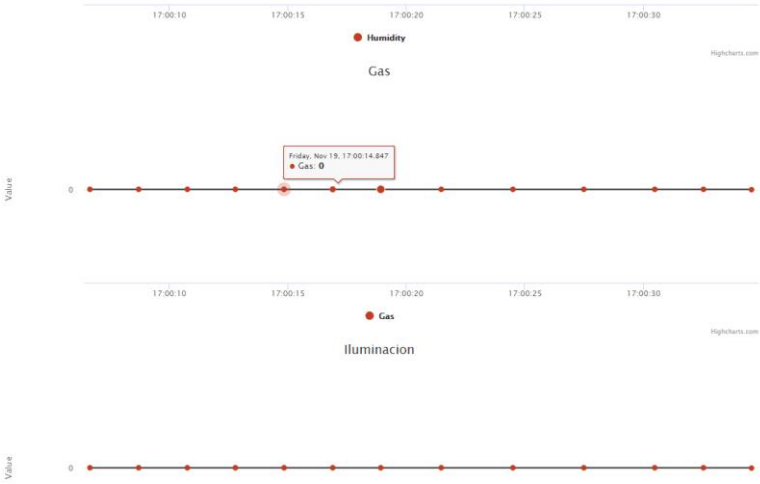 17:00:10 17:00:15 17:00:20 17:00:25 17:00:30
Humidity
Highcharts.com
Gas
Friday, Nov 19, 17:00:14.847
Gas: 0
Value
0
17:00:10 17:00:15 17:00:20 17:00:25 17:00:30
Gas
Highcharts.com
Iluminacion
Value
0